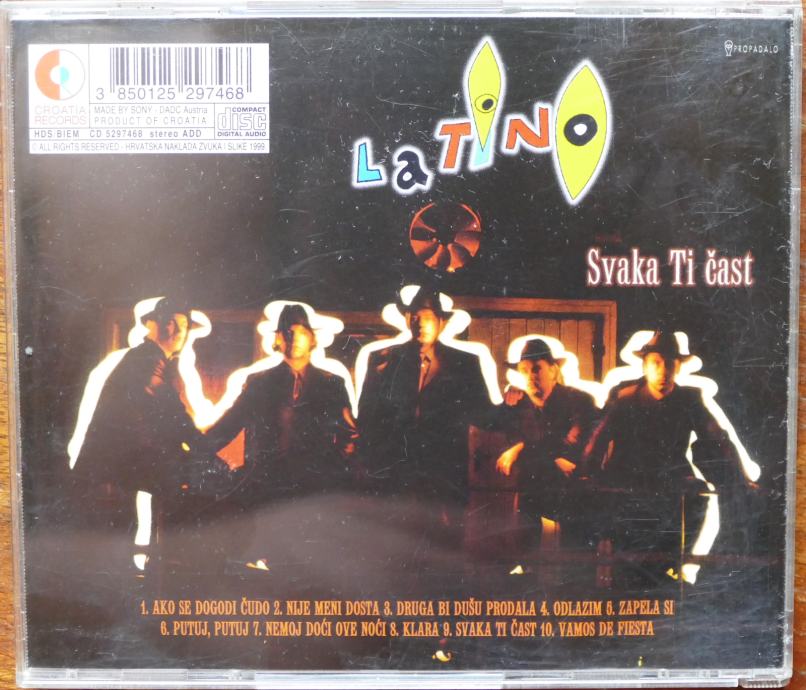 3 850125 297468
PROPADALO
CROATIA
RECORDS
MADE BY SONY - DADC Austria
PRODUCT OF CROATIA
COMPACT
disc
DIGITAL AUDIO
HDS/BIEM CD 5297468 stereo ADD
© ALL RIGHTS RESERVED - HRVATSKA NAKLADA ZVUKA I SLIKE 1999
LaTiNO
Svaka Ti čast
1. AKO SE DOGODI ČUDO 2. NIJE MENI DOSTA 3. DRUGA BI DUŠU PRODALA 4. ODLAZIM 5. ZAPELA SI
6. PUTUJ, PUTUJ 7. NEMOJ DOĆI OVE NOĆI 8. KLARA 9. SVAKA TI ČAST 10. VAMOS DE FIESTA